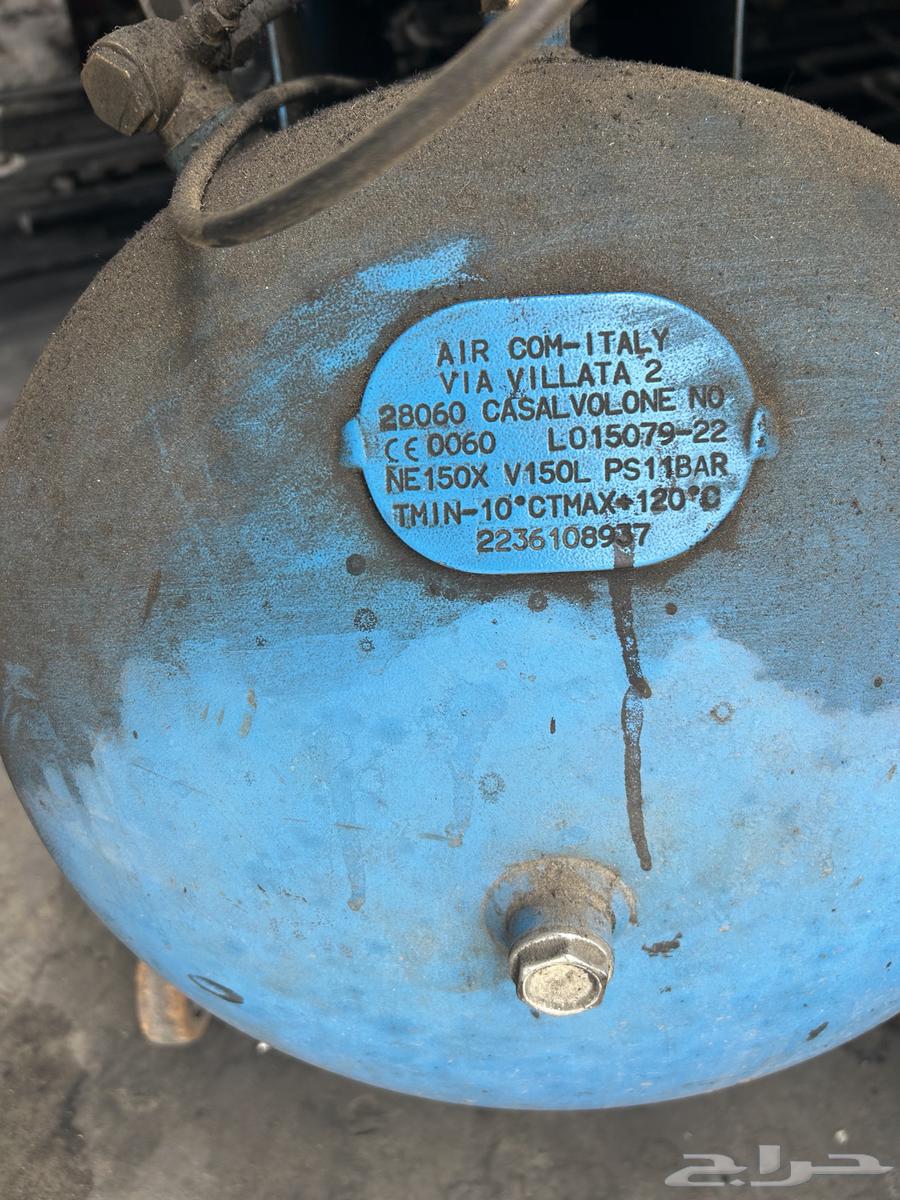 AIR COM-ITALY
VIA VILLATA 2
28060 CASALVOLONE NO
CE 0060 L015079-22
NE150X V150L PS11BAR
TMIN-10°CTMAX+120°C
2236108937
حراج